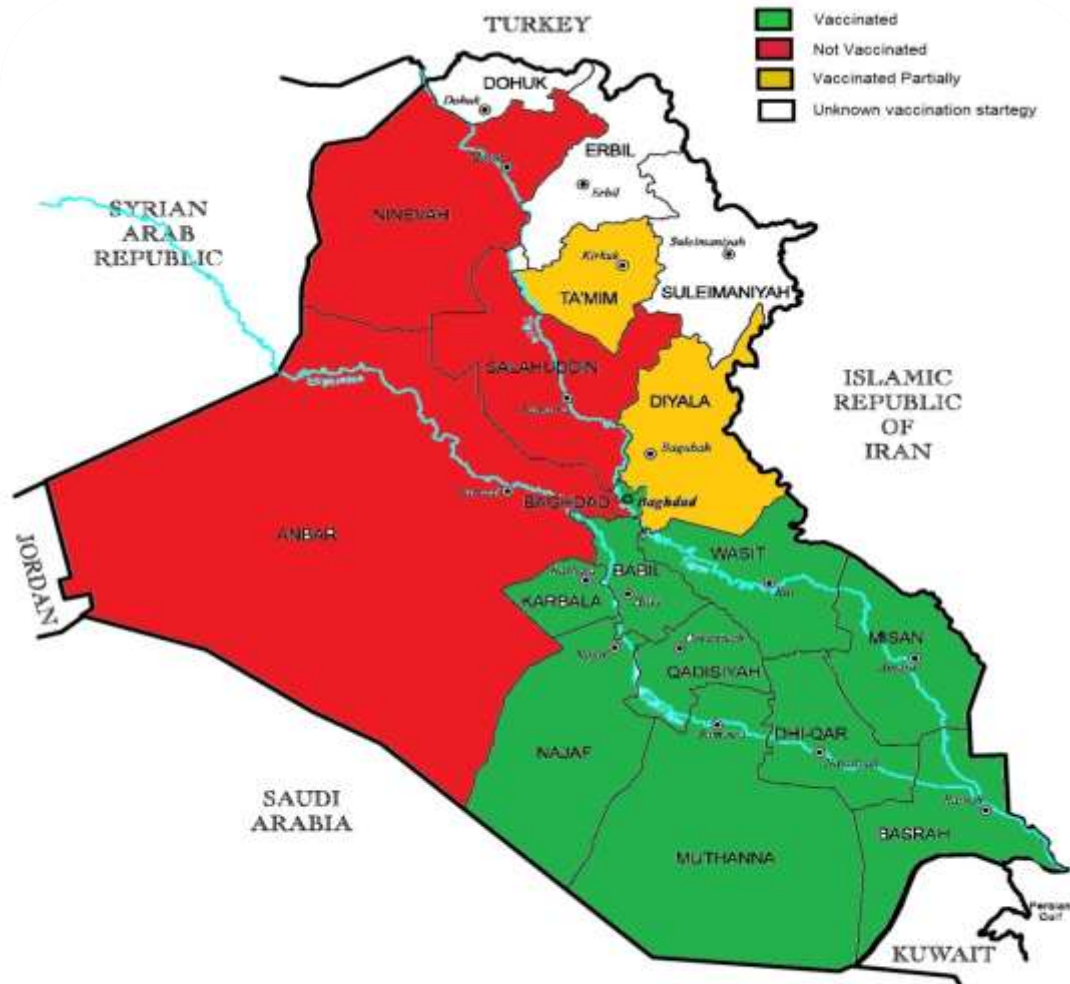 Vaccinated
Not Vaccinated
Vaccinated Partially
Unknown vaccination startegy
TURKEY
DOHUK
Dohuk
ERBIL
Erbil
NINEVAH
SYRIAN
ARAB
REPUBLIC
Kirkuk
TA'MIM
Suleimaniyah
SULEIMANIYAH
SALAHUDDIN
DIYALA
ISLAMIC
REPUBLIC
OF
IRAN
BAGHDAD
Baghdad
ANBAR
JORDAN
WASIT
BABIL
KARBALA
MISAN
QADISIYAH
NAJAF
DHI-QAR
SAUDI
ARABIA
MUTHANNA
BASRAH
Persian
Gulf
KUWAIT